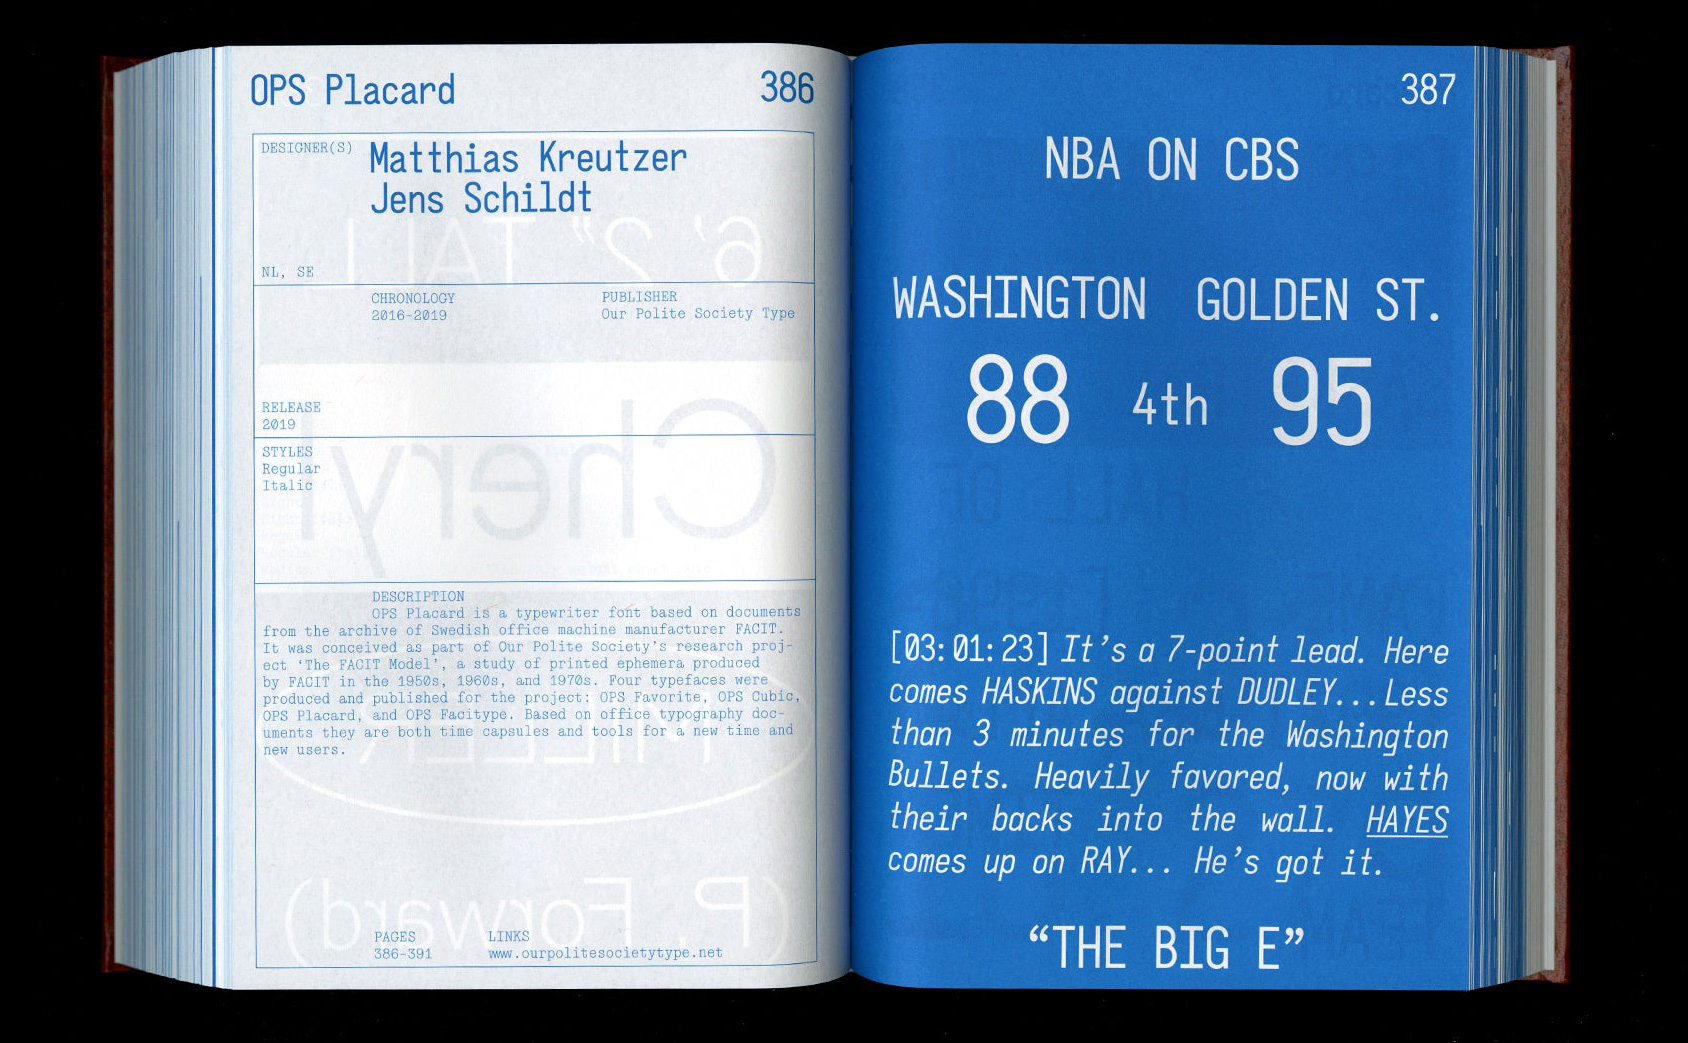 OPS Placard
386
DESIGNER(S)
Matthias Kreutzer
Jens Schildt
NL, SE
CHRONOLOGY
2016-2019
PUBLISHER
Our Polite Society Type
RELEASE
2019
STYLES
Regular
Italic
DESCRIPTION
OPS Placard is a typewriter font based on documents
from the archive of Swedish office machine manufacturer FACIT.
It was conceived as part of Our Polite Society's research proj-
ect ‘The FACIT Model’, a study of printed ephemera produced
by FACIT in the 1950s, 1960s, and 1970s. Four typefaces were
produced and published for the project: OPS Favorite, OPS Cubic,
OPS Placard, and OPS Facitype. Based on office typography doc-
uments they are both time capsules and tools for a new time and
new users.
PAGES
386-391
LINKS
www.ourpolitesocietytype.net
387
NBA ON CBS
WASHINGTON GOLDEN ST.
88 4th 95
[03:01:23] It’s a 7-point lead. Here
comes HASKINS against DUDLEY...Less
than 3 minutes for the Washington
Bullets. Heavily favored, now with
their backs into the wall. HAYES
comes up on RAY... He’s got it.
“THE BIG E”